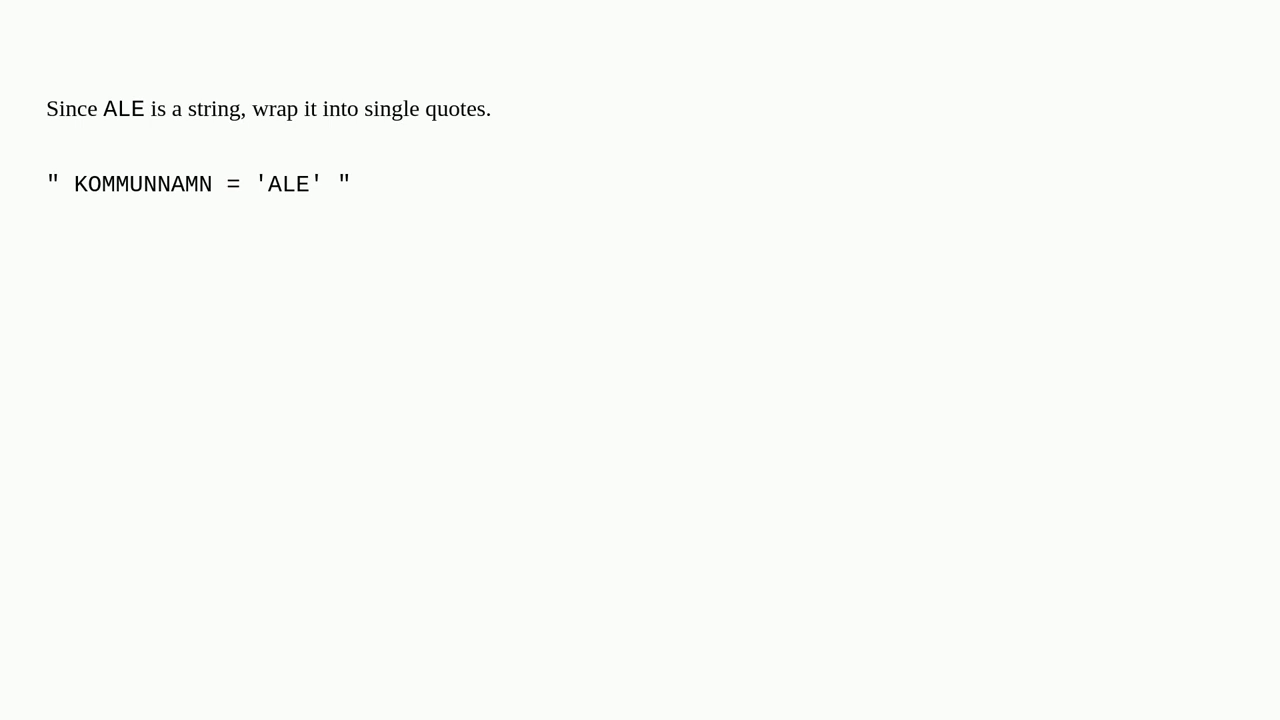 Since ALE is a string, wrap it into single quotes.
" KOMMUNNAMN = 'ALE' "